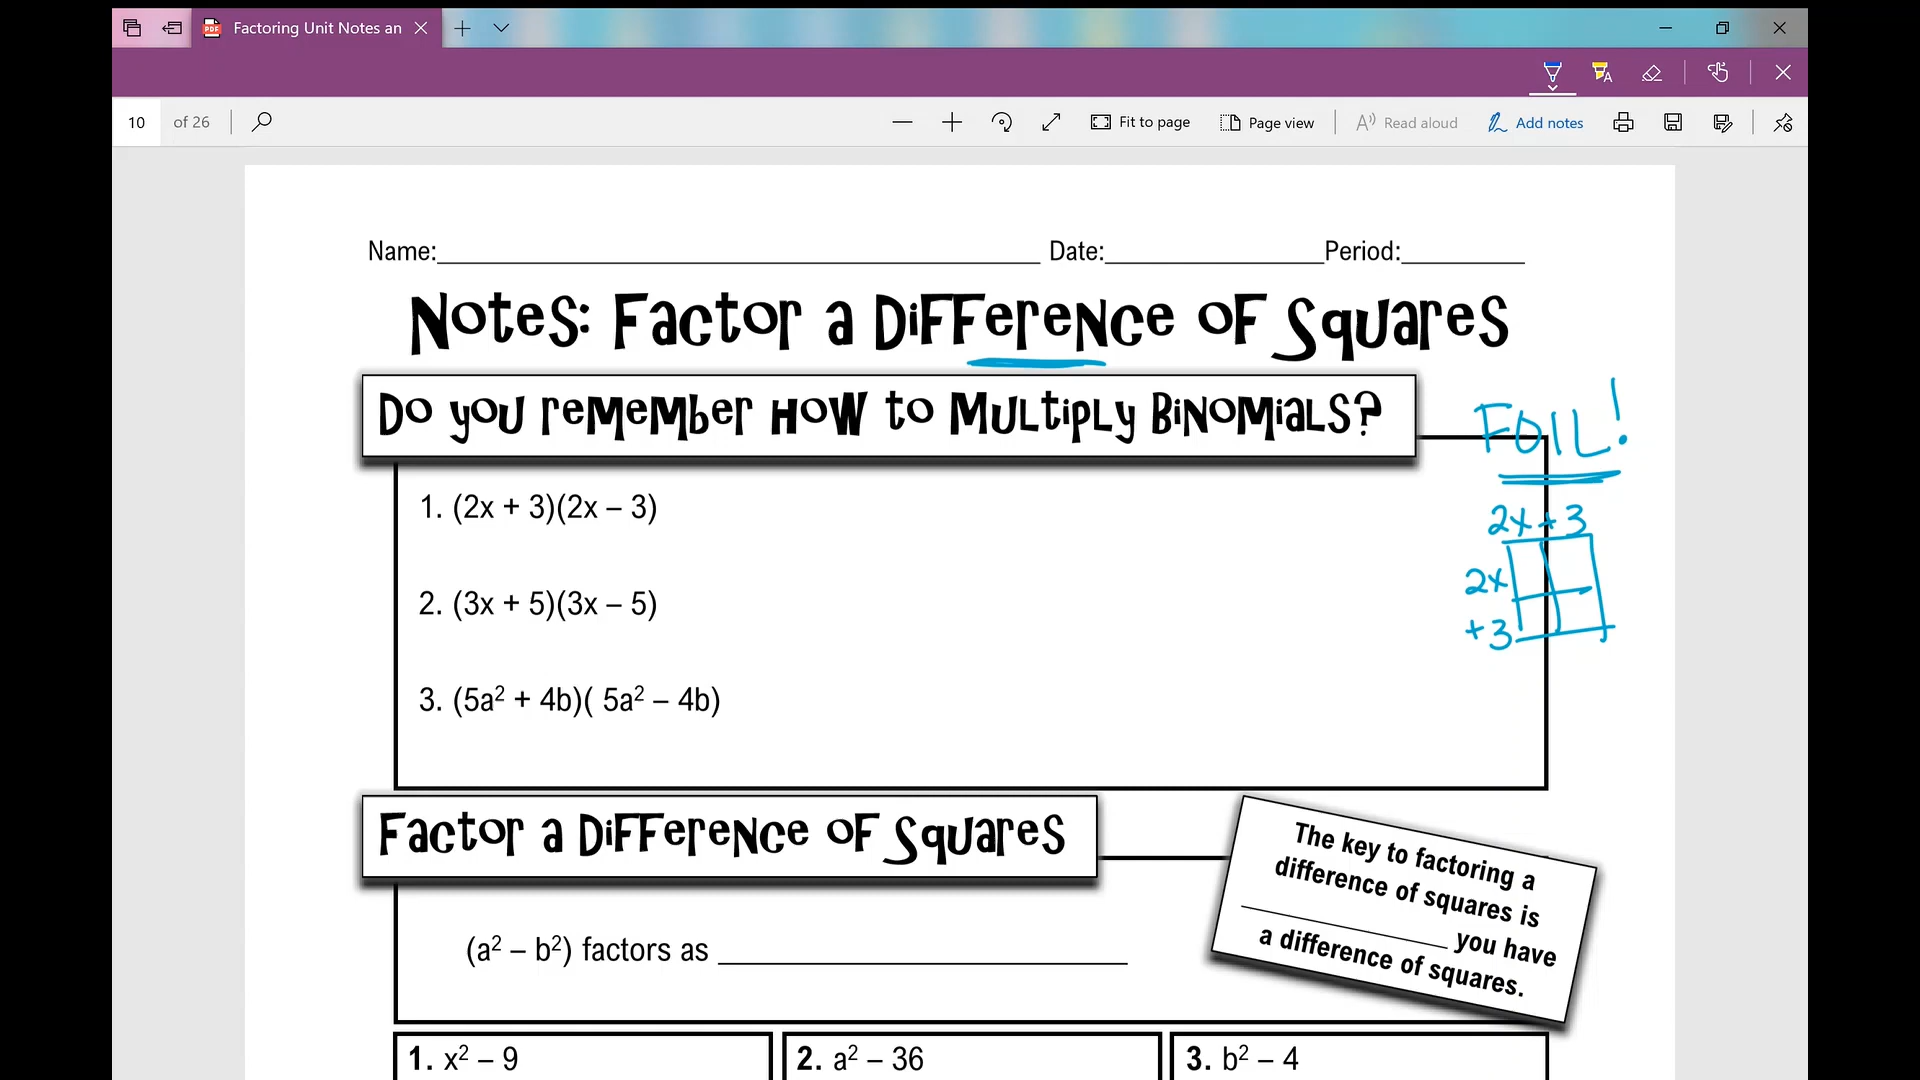 Factoring Unit Notes an
10 of 26
Fit to page
Page view
Read aloud
Add notes
Name: Date: Period:
Notes: Factor a Difference of Squares
Do you remember how to Multiply Binomials?
FOIL!
1. (2x + 3)(2x – 3)
2x + 3
2x
+3
2. (3x + 5)(3x – 5)
3. (5a² + 4b)( 5a² – 4b)
Factor a Difference of Squares
The key to factoring a
difference of squares is
you have
a difference of squares.
(a² – b²) factors as
1. x² – 9
2. a² – 36
3. b² – 4